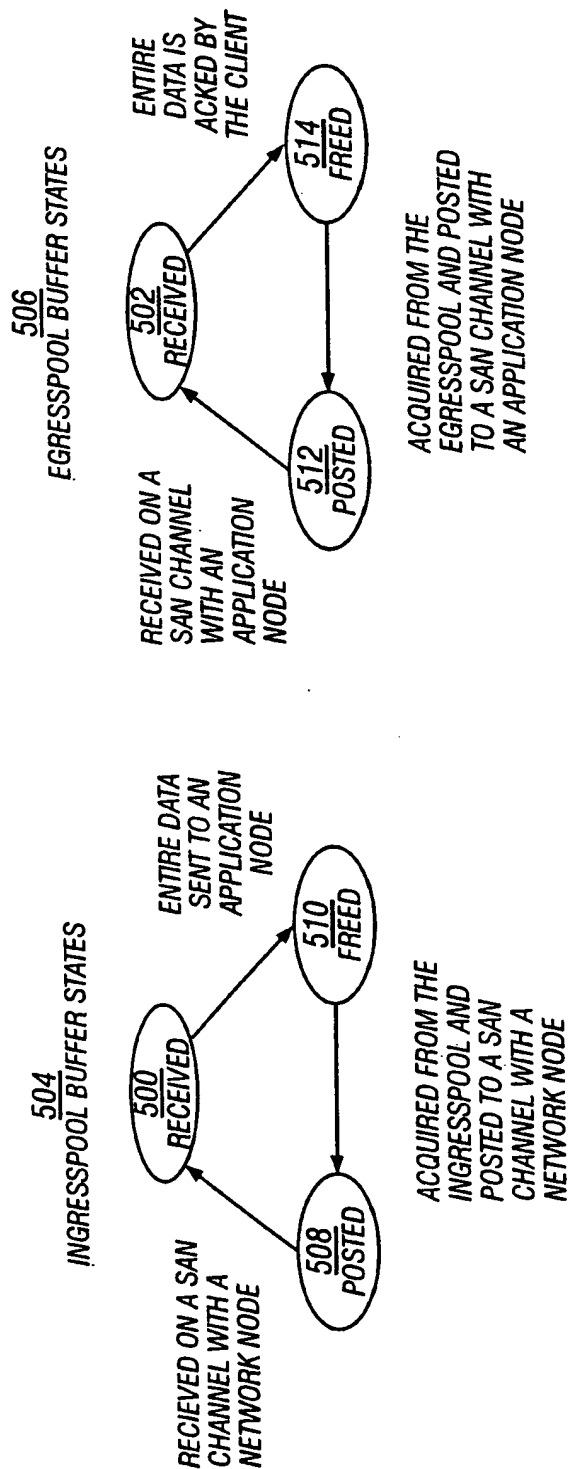 504
INGRESSPOOL BUFFER STATES
RECIEVED ON A SAN
CHANNEL WITH A
NETWORK NODE
500
RECEIVED
ENTIRE DATA
SENT TO AN
APPLICATION
NODE
508
POSTED
510
FREED
ACQUIRED FROM THE
INGRESSPOOL AND
POSTED TO A SAN
CHANNEL WITH A
NETWORK NODE
506
EGRESSPOOL BUFFER STATES
RECEIVED ON A
SAN CHANNEL
WITH AN
APPLICATION
NODE
502
RECEIVED
ENTIRE
DATA IS
ACKED BY
THE CLIENT
512
POSTED
514
FREED
ACQUIRED FROM THE
EGRESSPOOL AND POSTED
TO A SAN CHANNEL WITH
AN APPLICATION NODE